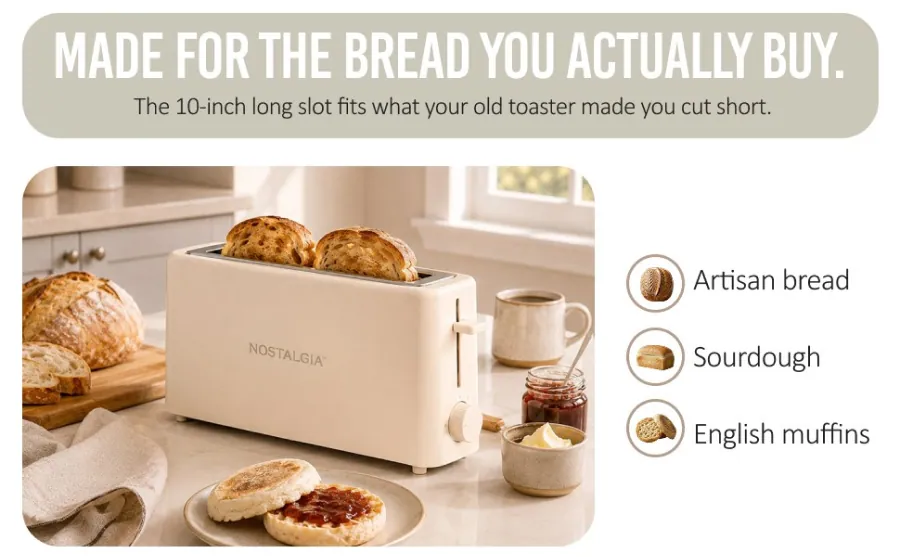 MADE FOR THE BREAD YOU ACTUALLY BUY.
The 10-inch long slot fits what your old toaster made you cut short.
NOSTALGIA
Artisan bread
Sourdough
English muffins